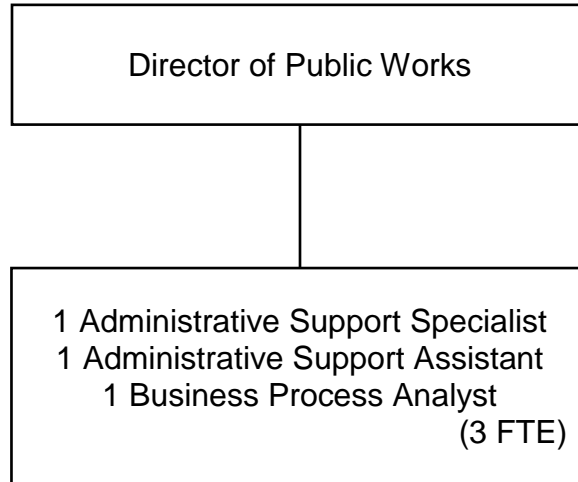 Director of Public Works
1 Administrative Support Specialist
1 Administrative Support Assistant
1 Business Process Analyst
(3 FTE)